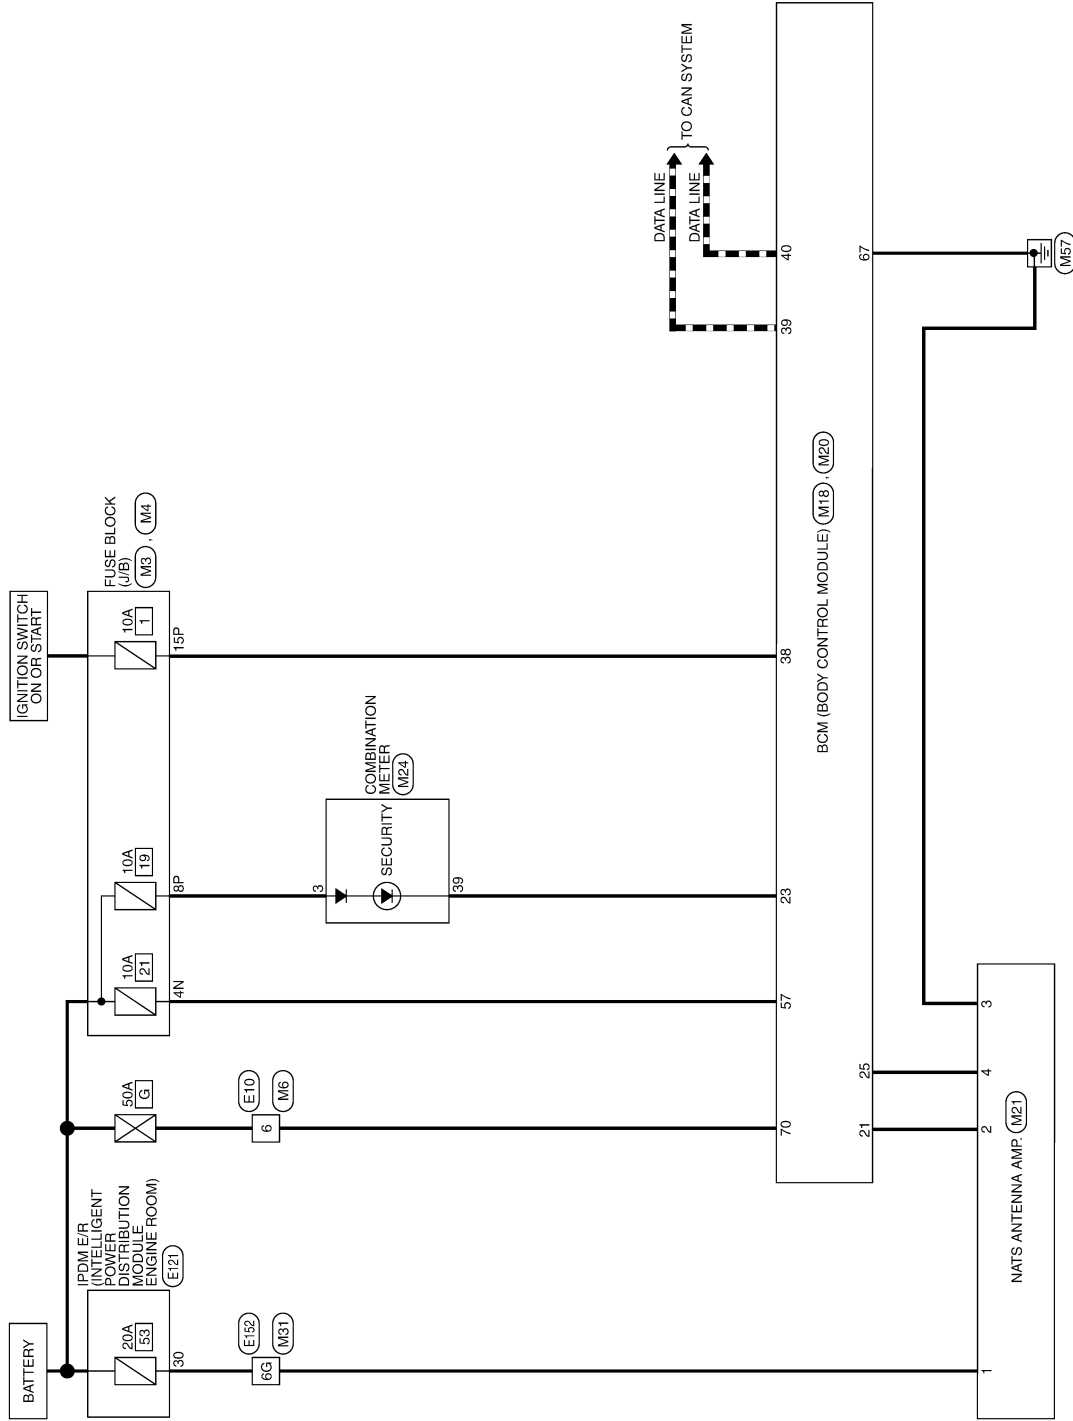 BATTERY
IPDM E/R
(INTELLIGENT
POWER
DISTRIBUTION
MODULE
ENGINE ROOM)
E121
20A
53
30
E152
M31
6G
50A
G
E10
M6
6
IGNITION SWITCH
ON OR START
FUSE BLOCK
(J/B)
M3 , M4
10A
21
4N
10A
19
8P
10A
1
15P
COMBINATION
METER
M24
SECURITY
3
39
DATA LINE
DATA LINE
TO CAN SYSTEM
70
57
23
38
39
40
BCM (BODY CONTROL MODULE) M18 , M20
21
25
67
M57
1
2
4
3
NATS ANTENNA AMP. M21